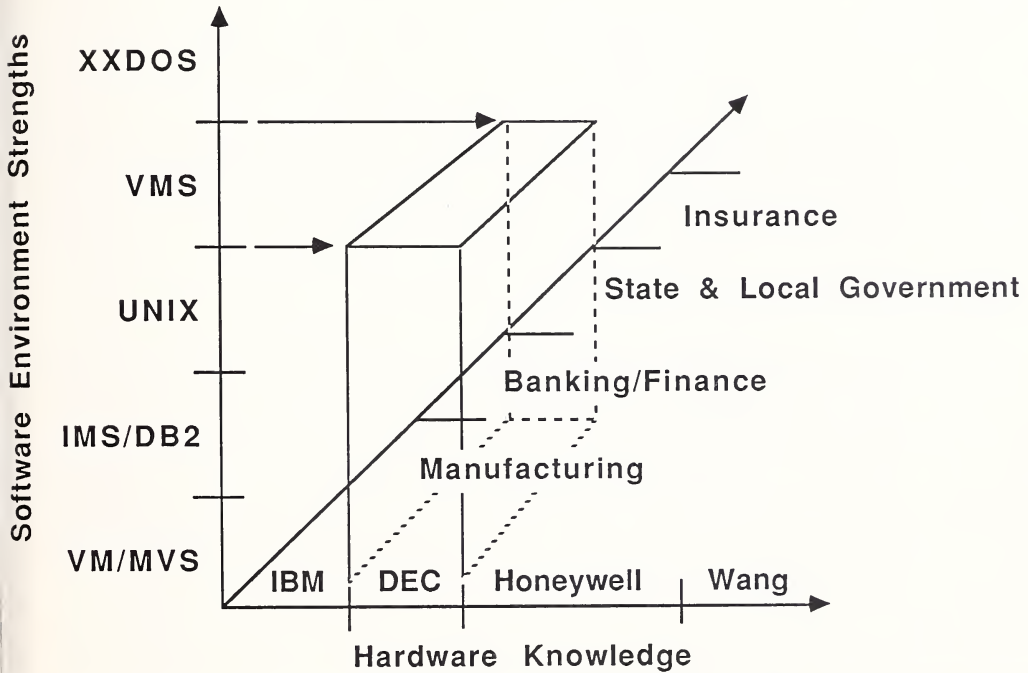 Software Environment Strengths
XXDOS
VMS
UNIX
IMS/DB2
VM/MVS
Insurance
State & Local Government
Banking/Finance
Manufacturing
IBM DEC Honeywell Wang
Hardware Knowledge